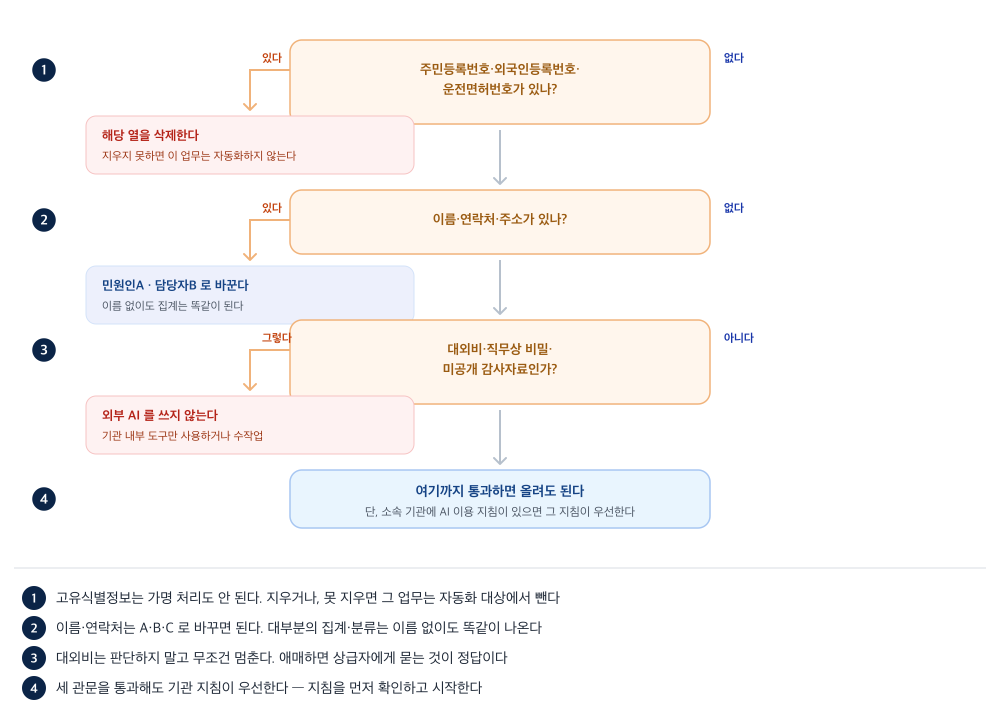 1
있다
주민등록번호·외국인등록번호·
운전면허번호가 있나?
없다
해당 열을 삭제한다
지우지 못하면 이 업무는 자동화하지 않는다
2
있다
이름·연락처·주소가 있나?
없다
민원인A · 담당자B 로 바꾼다
이름 없이도 집계는 똑같이 된다
3
그렇다
대외비·직무상 비밀·
미공개 감사자료인가?
아니다
외부 AI 를 쓰지 않는다
기관 내부 도구만 사용하거나 수작업
4
여기까지 통과하면 올려도 된다
단, 소속 기관에 AI 이용 지침이 있으면 그 지침이 우선한다
1 고유식별정보는 가명 처리도 안 된다. 지우거나, 못 지우면 그 업무는 자동화 대상에서 뺀다
2 이름·연락처는 A·B·C 로 바꾸면 된다. 대부분의 집계·분류는 이름 없이도 똑같이 나온다
3 대외비는 판단하지 말고 무조건 멈춘다. 애매하면 상급자에게 묻는 것이 정답이다
4 세 관문을 통과해도 기관 지침이 우선한다 — 지침을 먼저 확인하고 시작한다